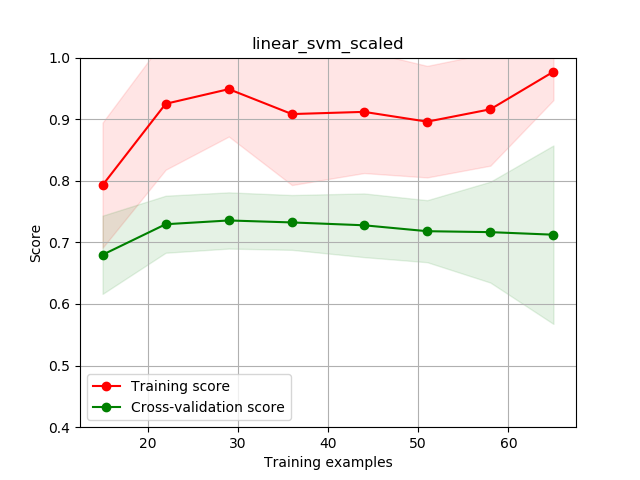 linear_svm_scaled
1.0
0.9
0.8
0.7
0.6
0.5
0.4
Score
Training score
Cross-validation score
20 30 40 50 60
Training examples